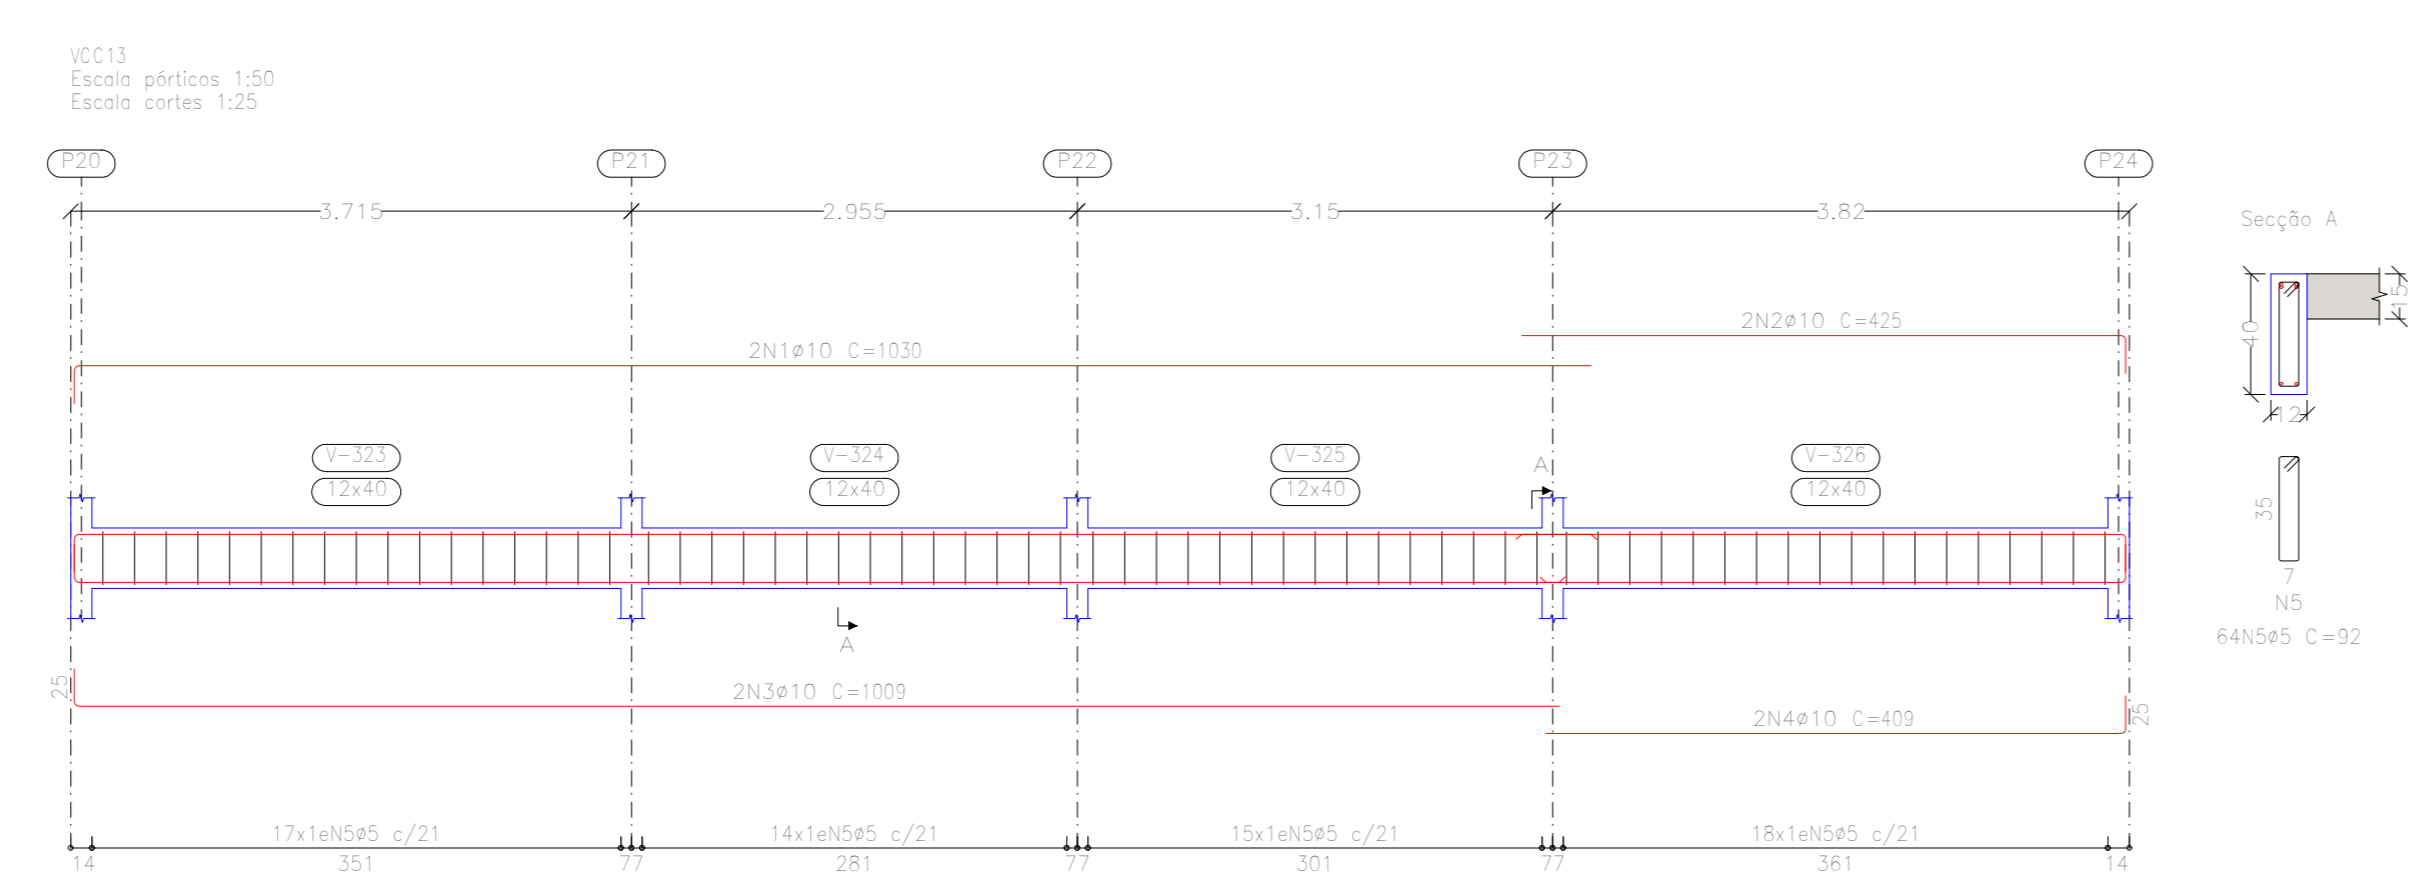 VCC13
Escala pórticos 1:50
Escala cortes 1:25
P20 P21 P22 P23 P24
3.715 2.955 3.15 3.82
Secção A
2N2ø10 C=425
2N1ø10 C=1030
15
40
12
V-323 V-324 V-325 V-326
12x40 12x40 12x40 12x40
A
A
35
7
N5
64N5ø5 C=92
25
2N3ø10 C=1009
2N4ø10 C=409
25
17x1eN5ø5 c/21 14x1eN5ø5 c/21 15x1eN5ø5 c/21 18x1eN5ø5 c/21
14 351 77 281 77 301 77 361 14